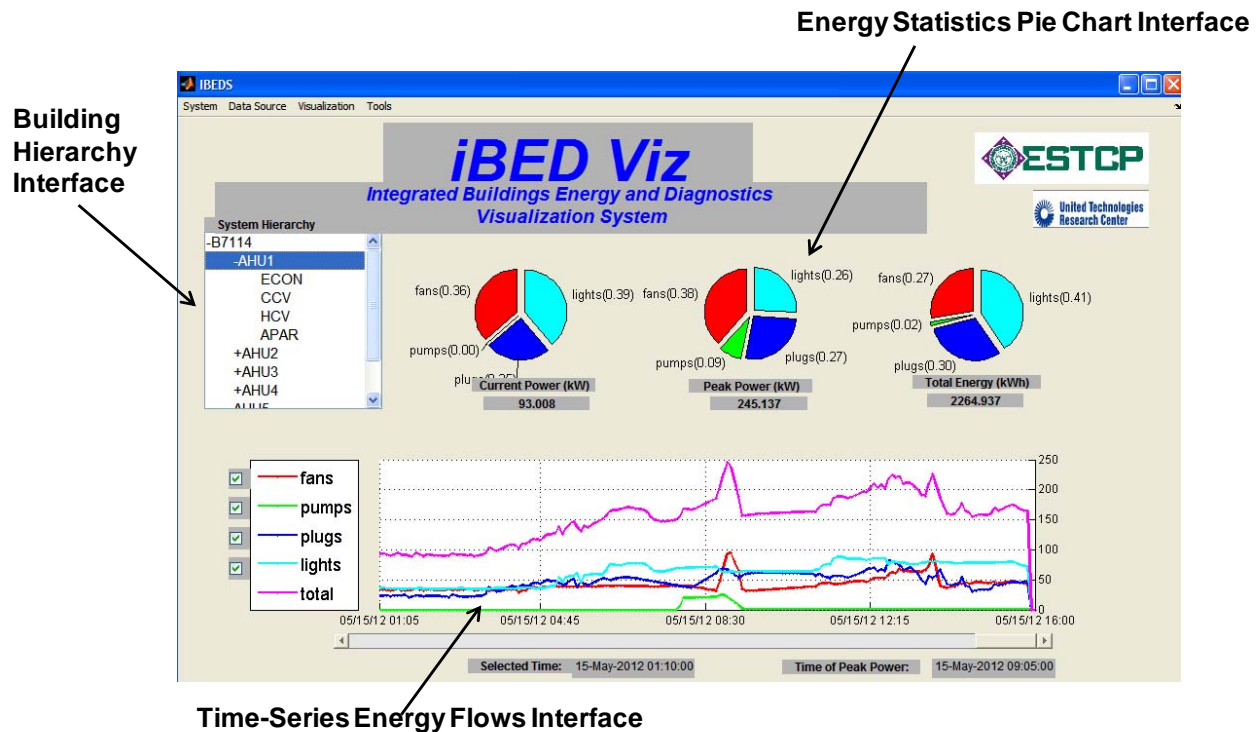 Energy Statistics Pie Chart Interface
Building
Hierarchy
Interface
IBEDS
System Data Source Visualization Tools
iBED Viz
Integrated Buildings Energy and Diagnostics
Visualization System
ESTCP
United Technologies
Research Center
System Hierarchy
-B7114
-AHU1
ECON
CCV
HCV
APAR
+AHU2
+AHU3
+AHU4
fans(0.36)
lights(0.39)
pumps(0.00)
Current Power (kW)
93.008
fans(0.38)
lights(0.26)
pumps(0.09)
plugs(0.27)
Peak Power (kW)
245.137
fans(0.27)
lights(0.41)
pumps(0.02)
plugs(0.30)
Total Energy (kWh)
2264.937
fans
pumps
plugs
lights
total
250
200
150
100
50
0
05/15/12 01:05
05/15/12 04:45
05/15/12 08:30
05/15/12 12:15
05/15/12 16:00
Selected Time: 15-May-2012 01:10:00
Time of Peak Power: 15-May-2012 09:05:00
Time-Series Energy Flows Interface